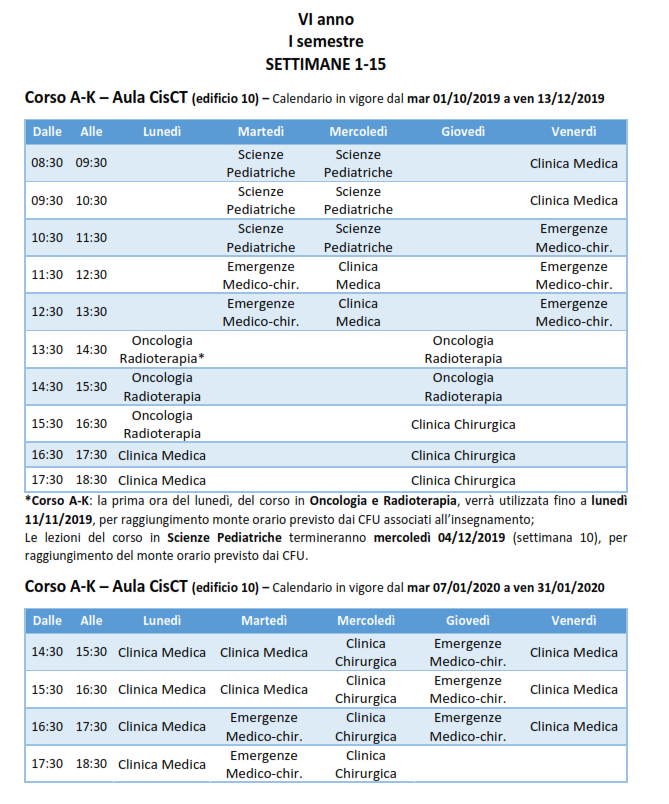 VI anno
I semestre
SETTIMANE 1-15
Corso A-K – Aula CisCT (edificio 10) – Calendario in vigore dal mar 01/10/2019 a ven 13/12/2019
Dalle Alle Lunedì Martedì Mercoledì Giovedì Venerdì
08:30 09:30 Scienze Pediatriche Scienze Pediatriche Clinica Medica
09:30 10:30 Scienze Pediatriche Scienze Pediatriche Clinica Medica
10:30 11:30 Scienze Pediatriche Scienze Pediatriche Emergenze Medico-chir.
11:30 12:30 Emergenze Medico-chir. Clinica Medica Emergenze Medico-chir.
12:30 13:30 Emergenze Medico-chir. Clinica Medica Emergenze Medico-chir.
13:30 14:30 Oncologia Radioterapia* Oncologia Radioterapia
14:30 15:30 Oncologia Radioterapia Oncologia Radioterapia
15:30 16:30 Oncologia Radioterapia Clinica Chirurgica
16:30 17:30 Clinica Medica Clinica Chirurgica
17:30 18:30 Clinica Medica Clinica Chirurgica
*Corso A-K: la prima ora del lunedì, del corso in Oncologia e Radioterapia, verrà utilizzata fino a lunedì
11/11/2019, per raggiungimento monte orario previsto dai CFU associati all'insegnamento;
Le lezioni del corso in Scienze Pediatriche termineranno mercoledì 04/12/2019 (settimana 10), per
raggiungimento del monte orario previsto dai CFU.
Corso A-K – Aula CisCT (edificio 10) – Calendario in vigore dal mar 07/01/2020 a ven 31/01/2020
Dalle Alle Lunedì Martedì Mercoledì Giovedì Venerdì
14:30 15:30 Clinica Medica Clinica Medica Clinica Chirurgica Emergenze Medico-chir. Clinica Medica
15:30 16:30 Clinica Medica Clinica Medica Clinica Chirurgica Emergenze Medico-chir. Clinica Medica
16:30 17:30 Clinica Medica Emergenze Medico-chir. Clinica Chirurgica Emergenze Medico-chir. Clinica Medica
17:30 18:30 Clinica Medica Emergenze Medico-chir. Clinica Chirurgica